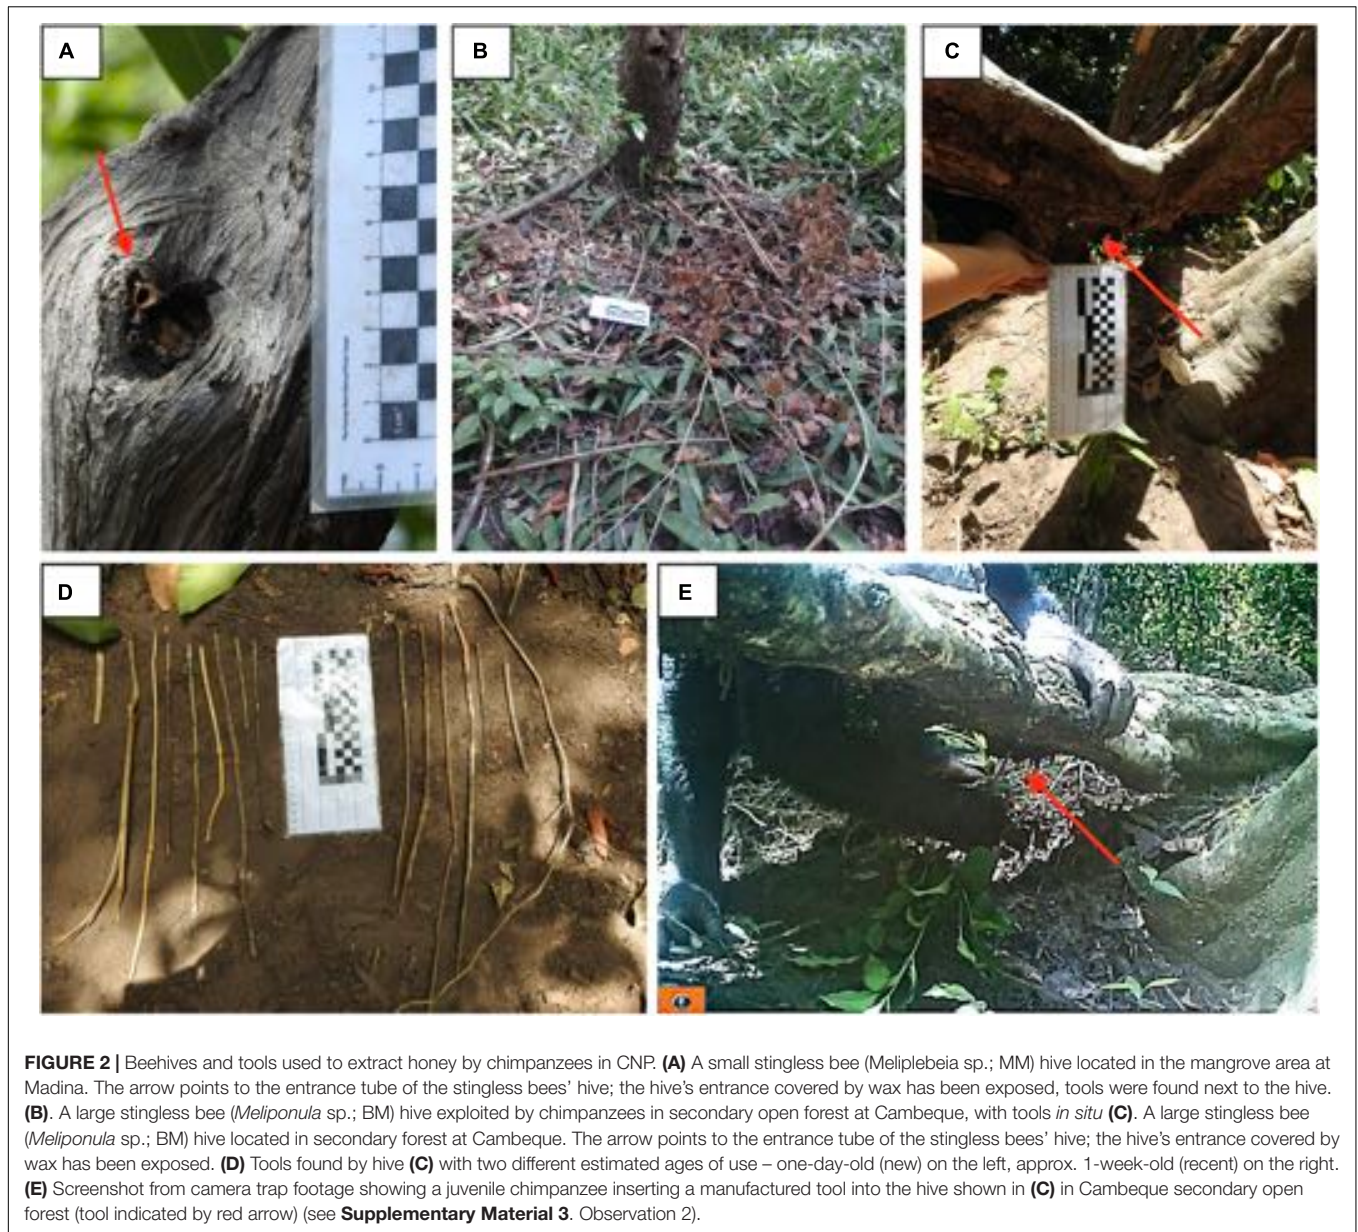 A
B
C
D
E
FIGURE 2 | Beehives and tools used to extract honey by chimpanzees in CNP. (A) A small stingless bee (Meliplebeia sp.; MM) hive located in the mangrove area at
Madina. The arrow points to the entrance tube of the stingless bees’ hive; the hive’s entrance covered by wax has been exposed, tools were found next to the hive.
(B). A large stingless bee (Meliponula sp.; BM) hive exploited by chimpanzees in secondary open forest at Cambeque, with tools in situ (C). A large stingless bee
(Meliponula sp.; BM) hive located in secondary forest at Cambeque. The arrow points to the entrance tube of the stingless bees’ hive; the hive’s entrance covered by
wax has been exposed. (D) Tools found by hive (C) with two different estimated ages of use – one-day-old (new) on the left, approx. 1-week-old (recent) on the right.
(E) Screenshot from camera trap footage showing a juvenile chimpanzee inserting a manufactured tool into the hive shown in (C) in Cambeque secondary open
forest (tool indicated by red arrow) (see Supplementary Material 3. Observation 2).